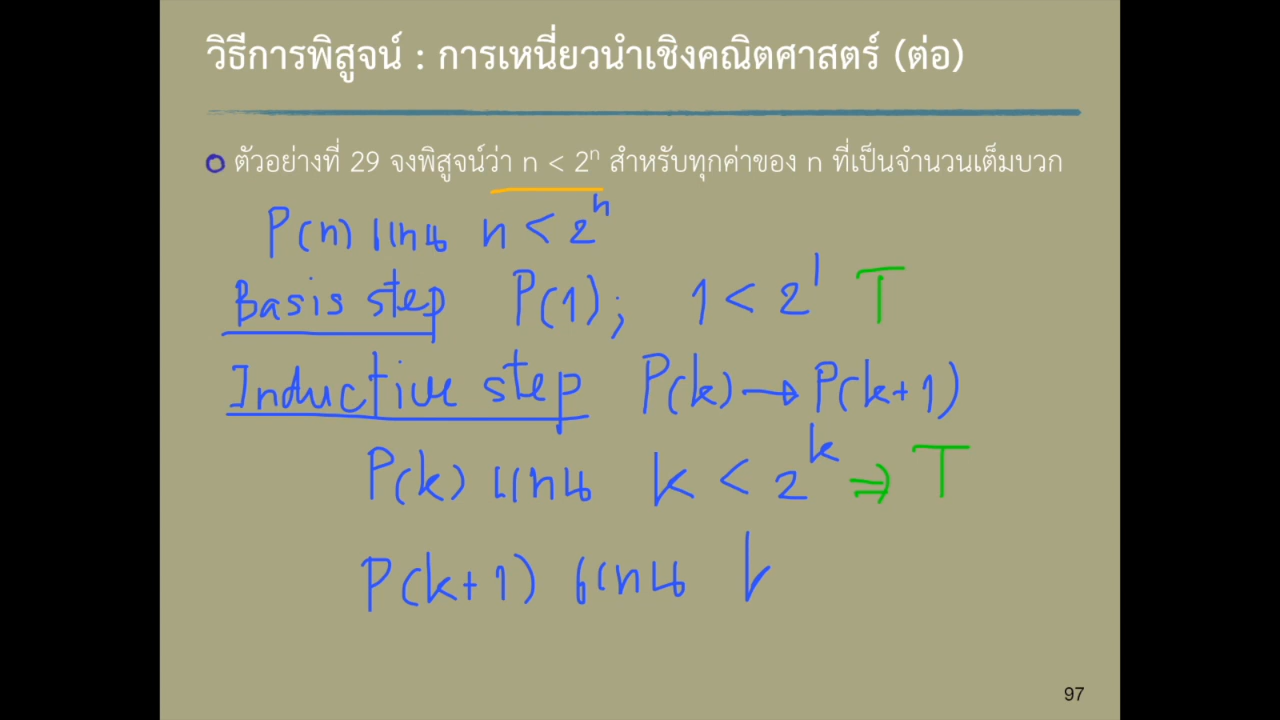 วิธีการพิสูจน์ : การเหนี่ยวนำเชิงคณิตศาสตร์ (ต่อ)
ตัวอย่างที่ 29 จงพิสูจน์ว่า n < 2ⁿ สำหรับทุกค่าของ n ที่เป็นจำนวนเต็มบวก
P(n) แทน n < 2ⁿ
Basis step P(1); 1 < 2¹ T
Inductive step P(k) → P(k+1)
P(k) แทน k < 2ᵏ ⇒ T
P(k+1) แทน
97